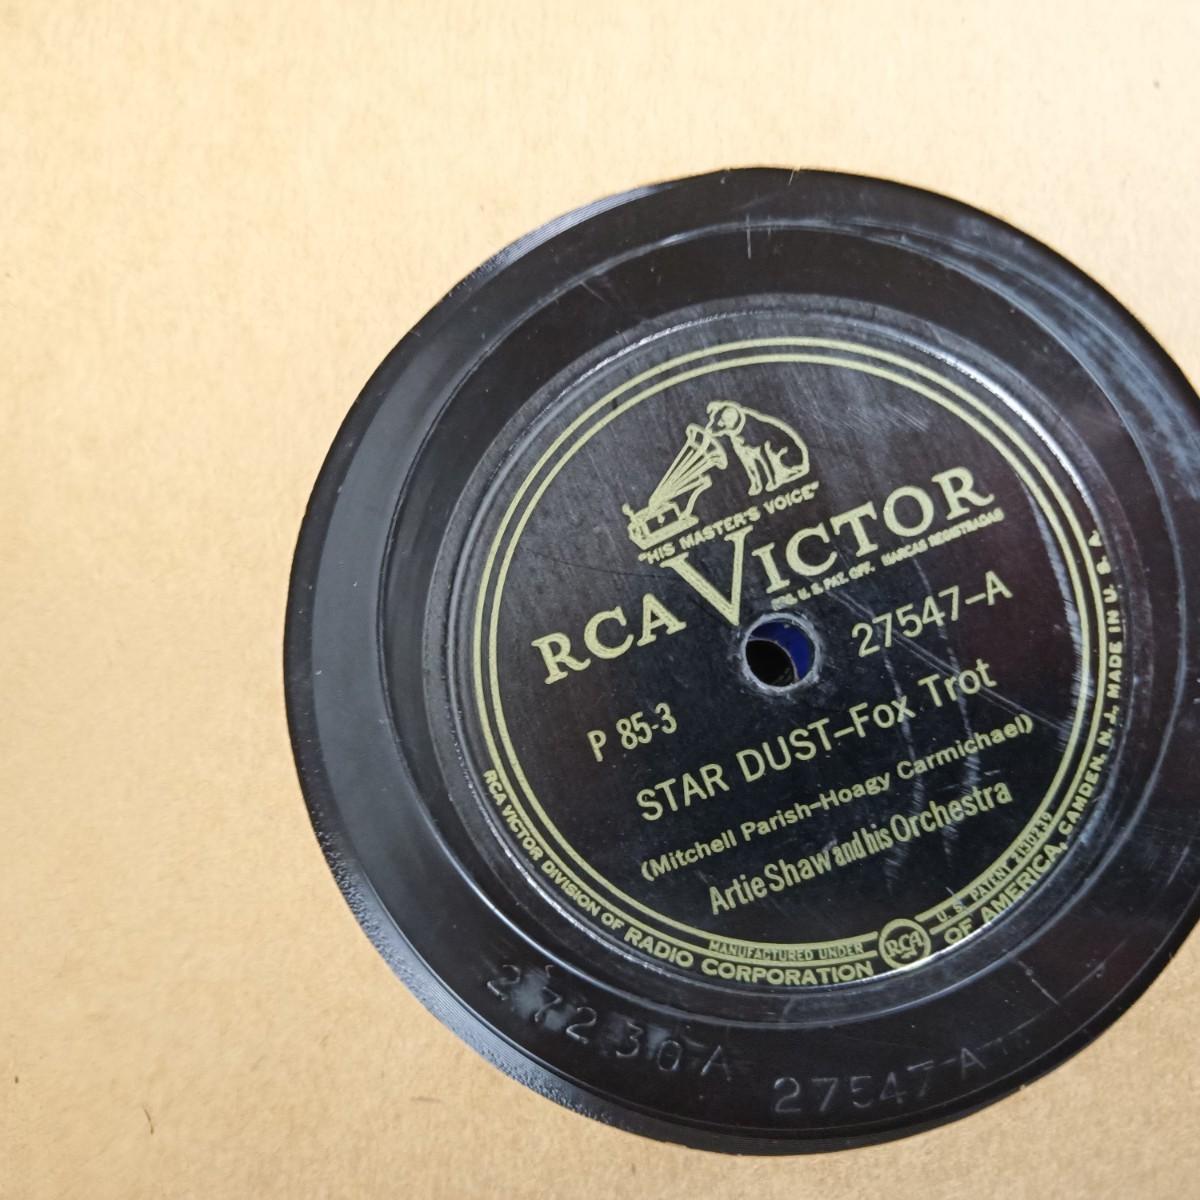 "HIS MASTER'S VOICE"
RCA VICTOR
REG. U. S. PAT. OFF. MARCAS REGISTRADAS
27547-A
P 85-3
STAR DUST-Fox Trot
(Mitchell Parish-Hoagy Carmichael)
Artie Shaw and his Orchestra
MANUFACTURED UNDER RCA U. S. PATENT 2130239
RCA VICTOR DIVISION OF RADIO CORPORATION OF AMERICA, CAMDEN, N. J., MADE IN U. S. A.
27230A
27547-A